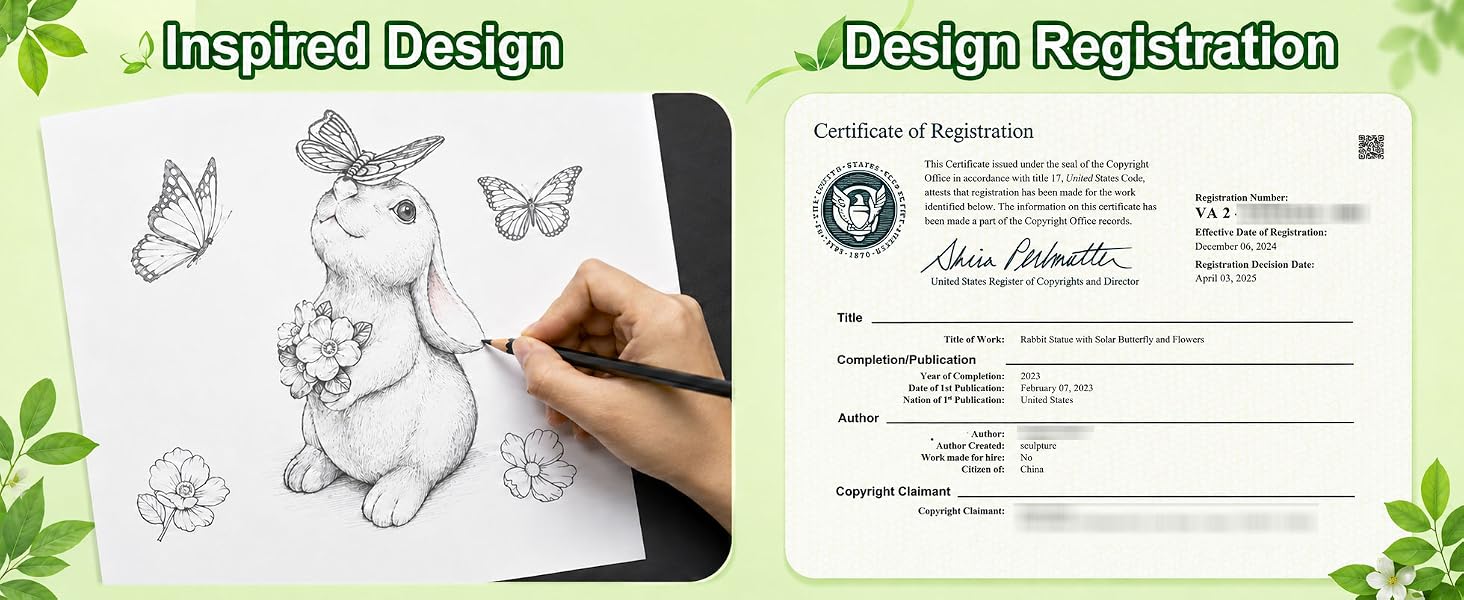 Inspired Design
Design Registration
Certificate of Registration
This Certificate issued under the seal of the Copyright
Office in accordance with title 17, United States Code,
attests that registration has been made for the work
identified below. The information on this certificate has
been made a part of the Copyright Office records.
Shira Perlmutter
United States Register of Copyrights and Director
Registration Number:
VA 2-
Effective Date of Registration:
December 06, 2024
Registration Decision Date:
April 03, 2025
·1870·
Title
Title of Work: Rabbit Statue with Solar Butterfly and Flowers
Completion/Publication
Year of Completion: 2023
Date of 1st Publication: February 07, 2023
Nation of 1st Publication: United States
Author
Author:
Author Created: sculpture
Work made for hire: No
Citizen of: China
Copyright Claimant
Copyright Claimant: